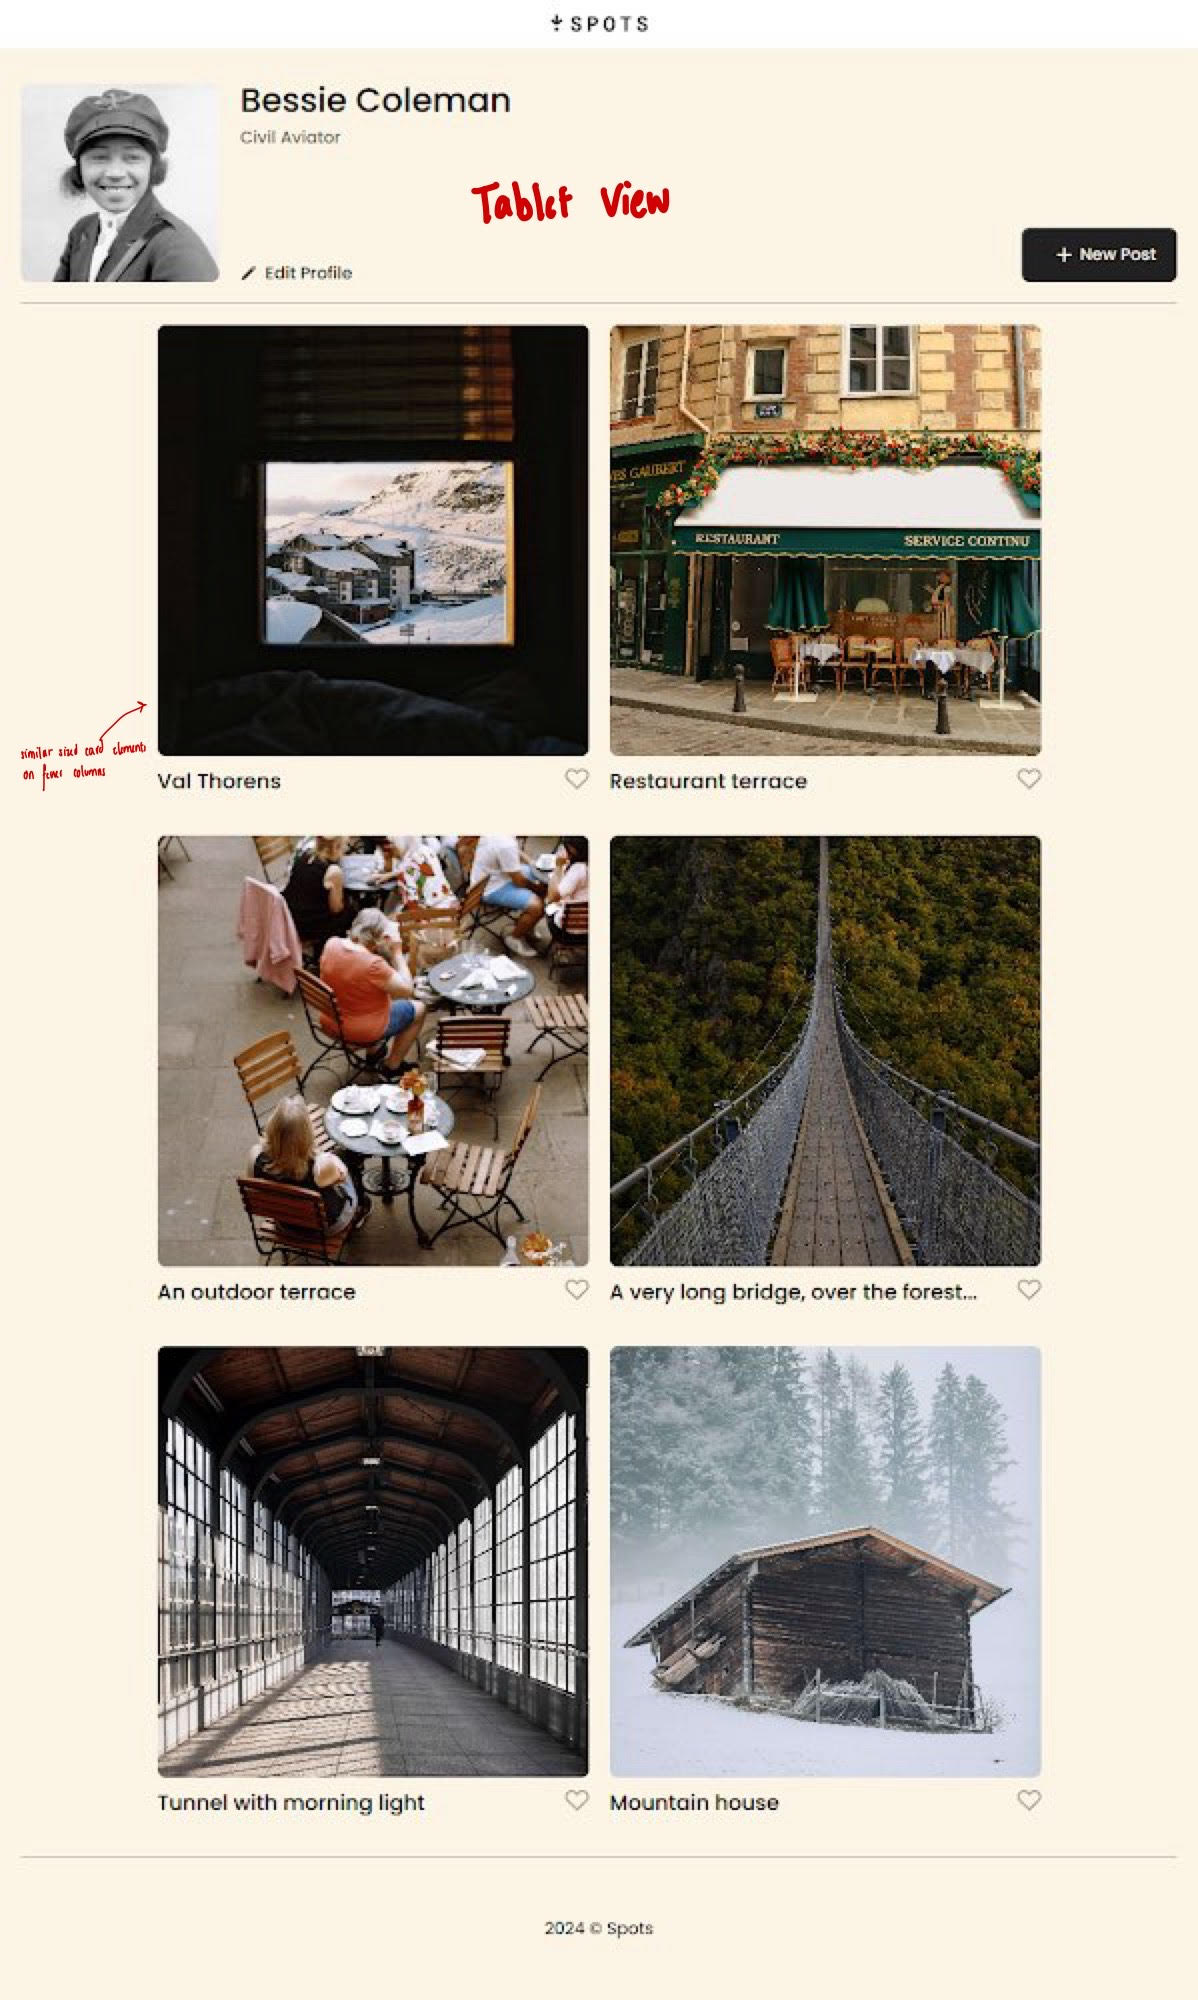 SPOTS
Bessie Coleman
Civil Aviator
Tablet View
Edit Profile
+ New Post
GAUBERT
RESTAURANT
SERVICE CONTINU
similar sized card elements
on fewer columns
Val Thorens
Restaurant terrace
An outdoor terrace
A very long bridge, over the forest...
Tunnel with morning light
Mountain house
2024 © Spots